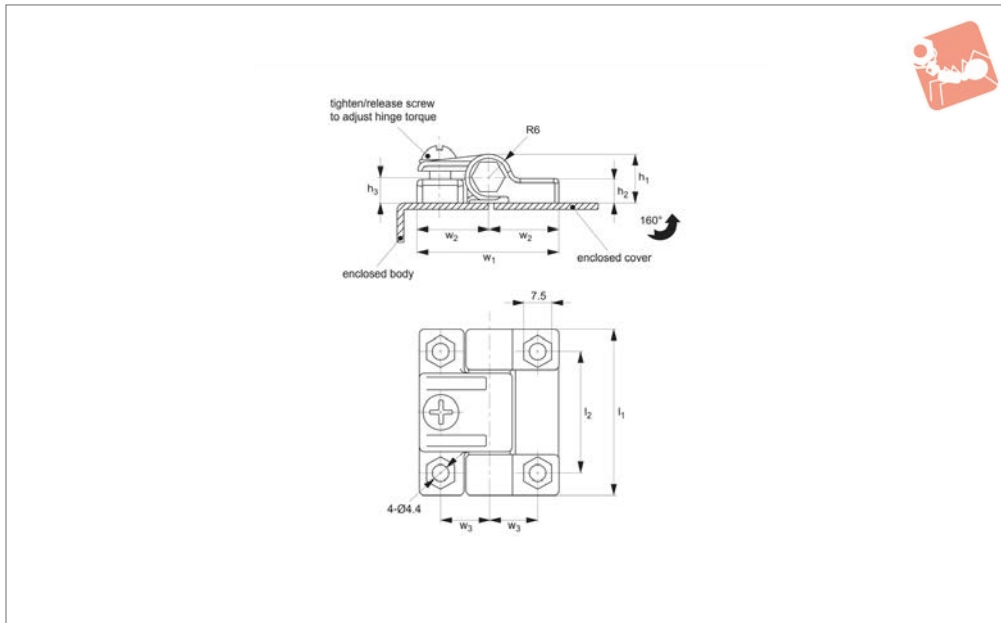 tighten/release screw
to adjust hinge torque
R6
h3
h1
h2
160°
w2
w2
w1
enclosed cover
enclosed body
7.5
l2
l1
4-Ø4.4
w3
w3